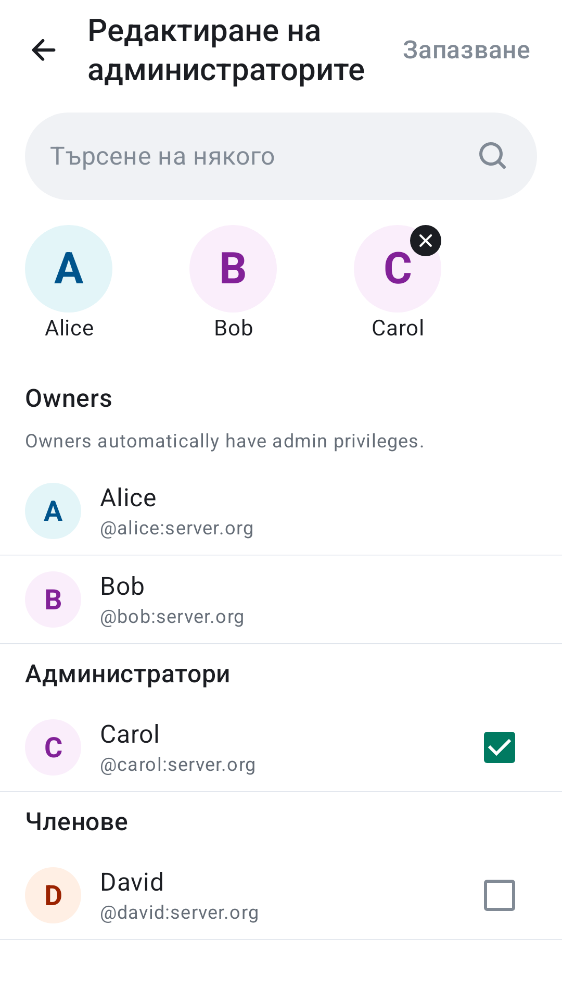 Редактиране на
администраторите
Запазване
Търсене на някого
A
B
C
Alice
Bob
Carol
Owners
Owners automatically have admin privileges.
A
Alice
@alice:server.org
B
Bob
@bob:server.org
Администратори
C
Carol
@carol:server.org
Членове
D
David
@david:server.org